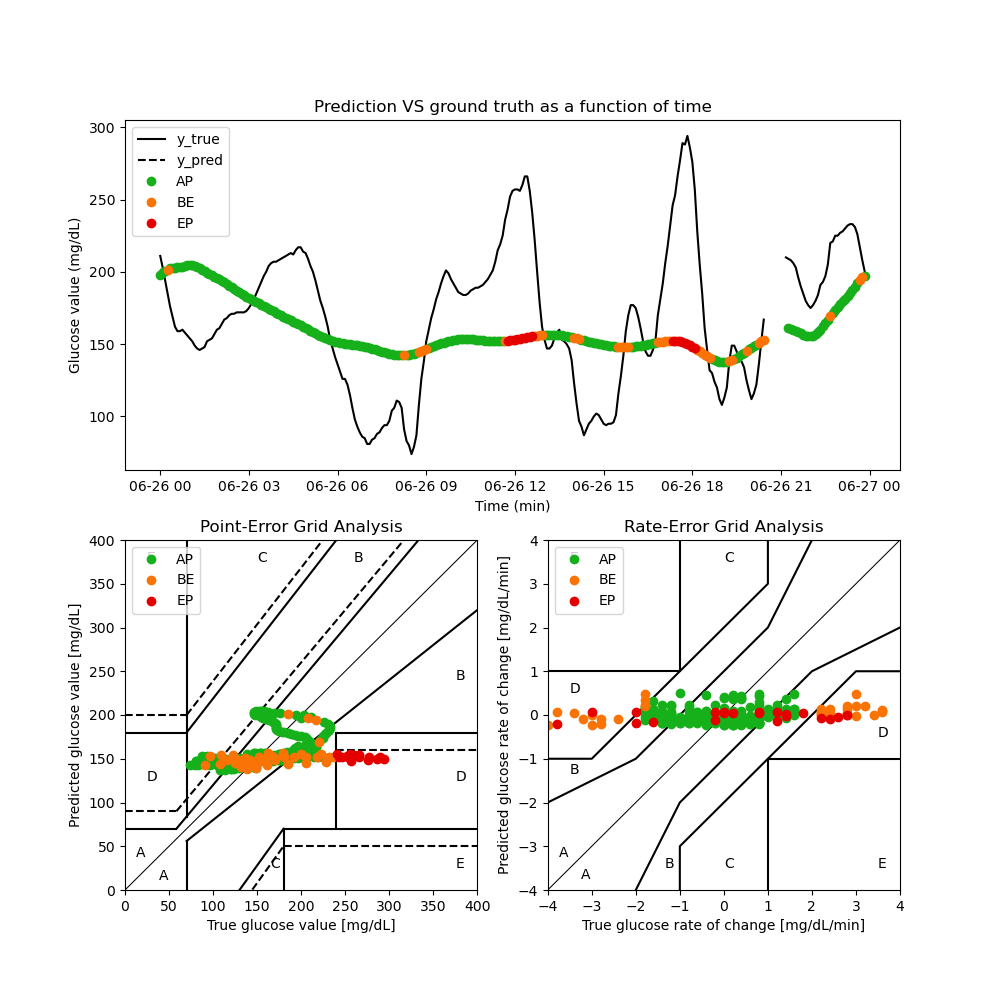 Prediction VS ground truth as a function of time
300
250
200
150
100
Glucose value (mg/dL)
y_true
y_pred
AP
BE
EP
06-26 00 06-26 03 06-26 06 06-26 09 06-26 12 06-26 15 06-26 18 06-26 21 06-27 00
Time (min)
Point-Error Grid Analysis
400
350
300
250
200
150
100
50
0
Predicted glucose value [mg/dL]
AP
BE
EP
C
B
B
D
D
A
A
C
E
0 50 100 150 200 250 300 350 400
True glucose value [mg/dL]
Rate-Error Grid Analysis
4
3
2
1
0
−1
−2
−3
−4
Predicted glucose rate of change [mg/dL/min]
AP
BE
EP
C
D
D
B
A
A
B
C
E
−4 −3 −2 −1 0 1 2 3 4
True glucose rate of change [mg/dL/min]